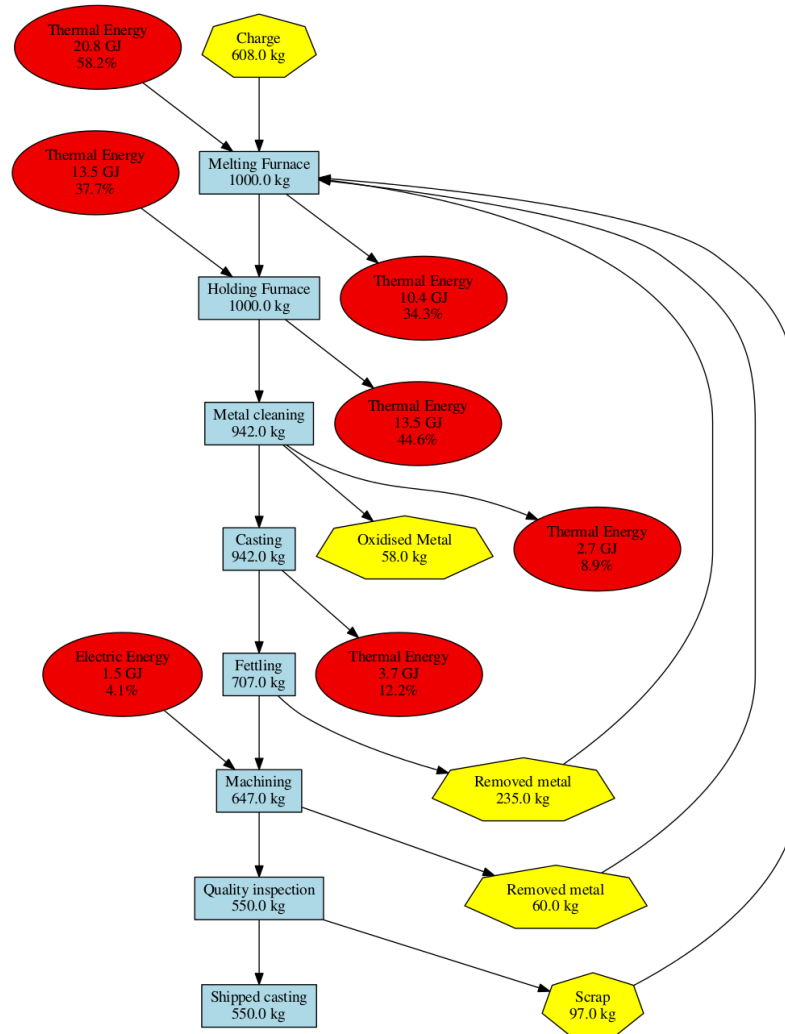 Thermal Energy
20.8 GJ
58.2%
Charge
608.0 kg
Thermal Energy
13.5 GJ
37.7%
Melting Furnace
1000.0 kg
Holding Furnace
1000.0 kg
Thermal Energy
10.4 GJ
34.3%
Metal cleaning
942.0 kg
Thermal Energy
13.5 GJ
44.6%
Casting
942.0 kg
Oxidised Metal
58.0 kg
Thermal Energy
2.7 GJ
8.9%
Electric Energy
1.5 GJ
4.1%
Fettling
707.0 kg
Thermal Energy
3.7 GJ
12.2%
Machining
647.0 kg
Removed metal
235.0 kg
Quality inspection
550.0 kg
Removed metal
60.0 kg
Shipped casting
550.0 kg
Scrap
97.0 kg